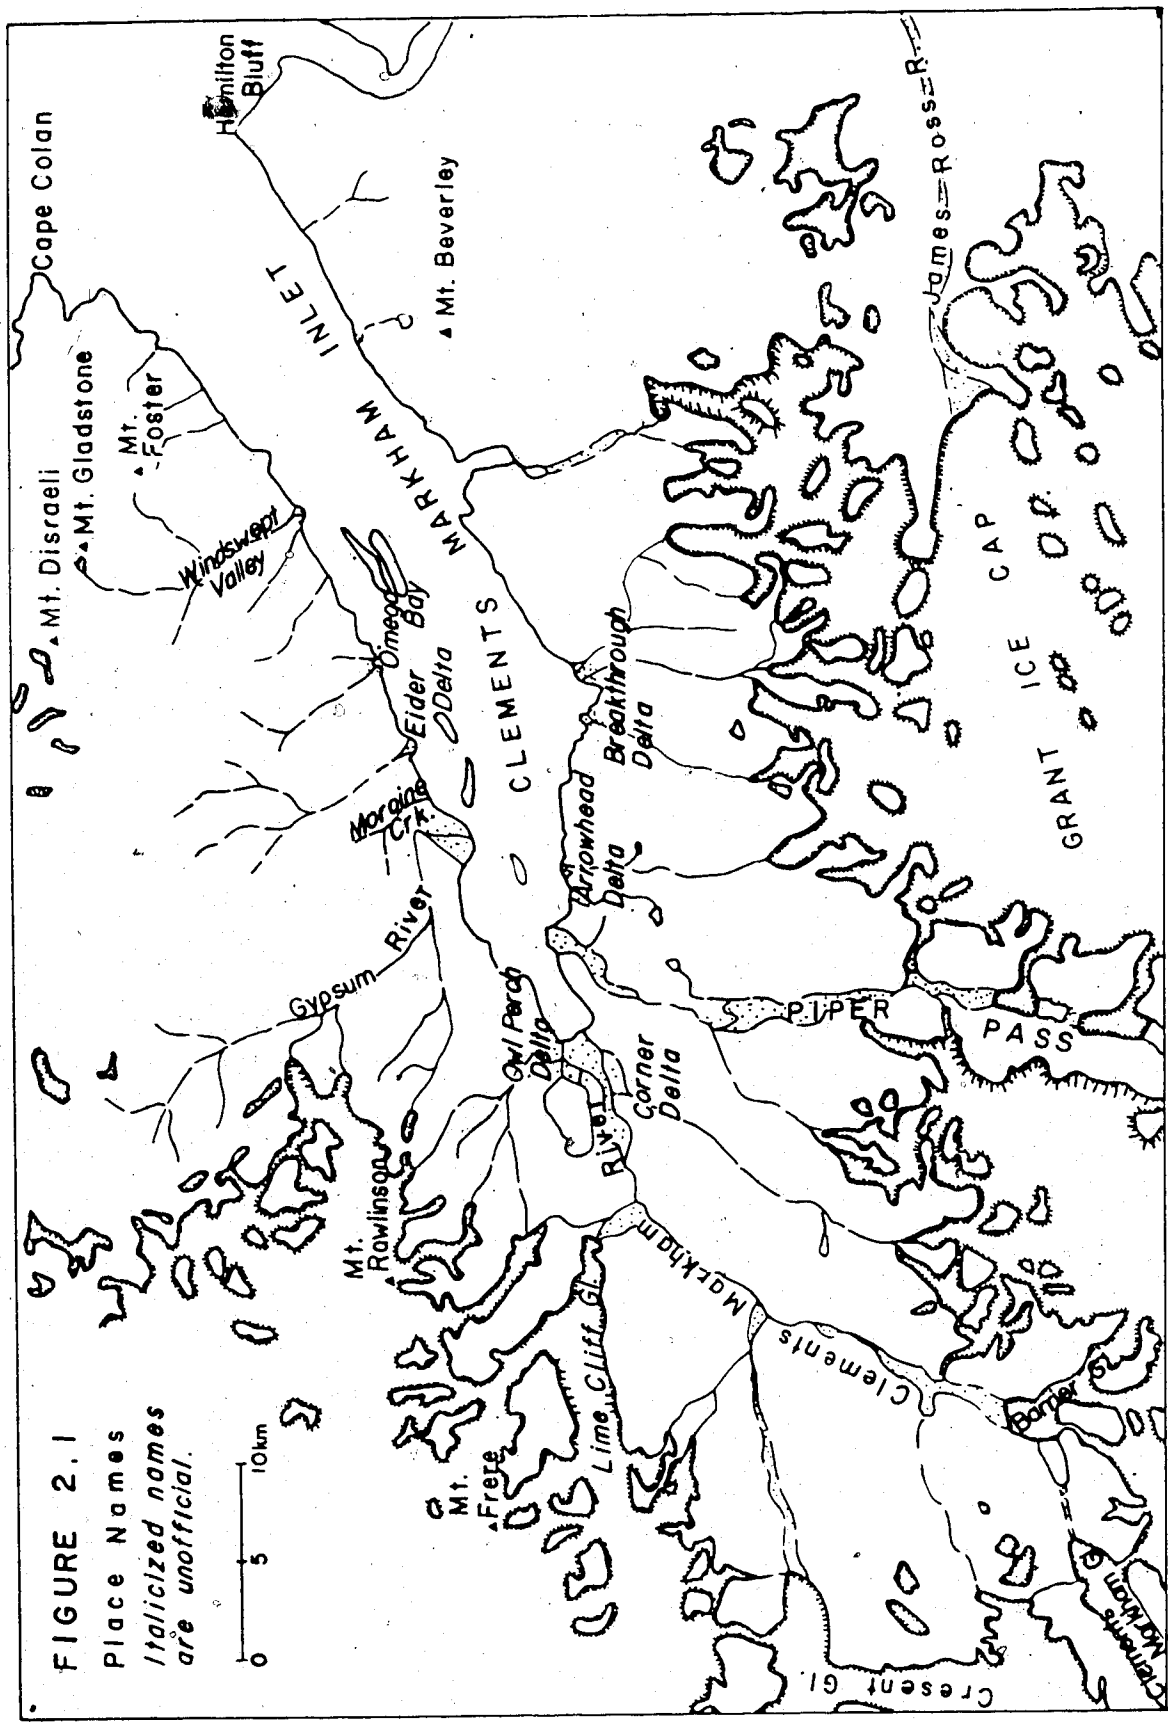 FIGURE 2.1
Place Names
Italicized names
are unofficial.
0 5 10km
Cape Colan
Hamilton
Bluff
Mt. Disraeli
Mt. Gladstone
Mt.
Foster
Windswept
Valley
Mt. Beverley
MARKHAM INLET
CLEMENTS
Omega
Bay
Eider
Delta
Moraine
Crk.
Gypsum River
Owl Perch
Delta
Breakthrough
Delta
Arrowhead
Delta
Corner
Delta
James Ross R.
GRANT ICE CAP
PIPER
PASS
Mt.
Rawlinson
Mt.
Frere
Lime Cliff Gl.
Clements
Markham River
Barrier G
Cresent Gl.
Clements
Markham G